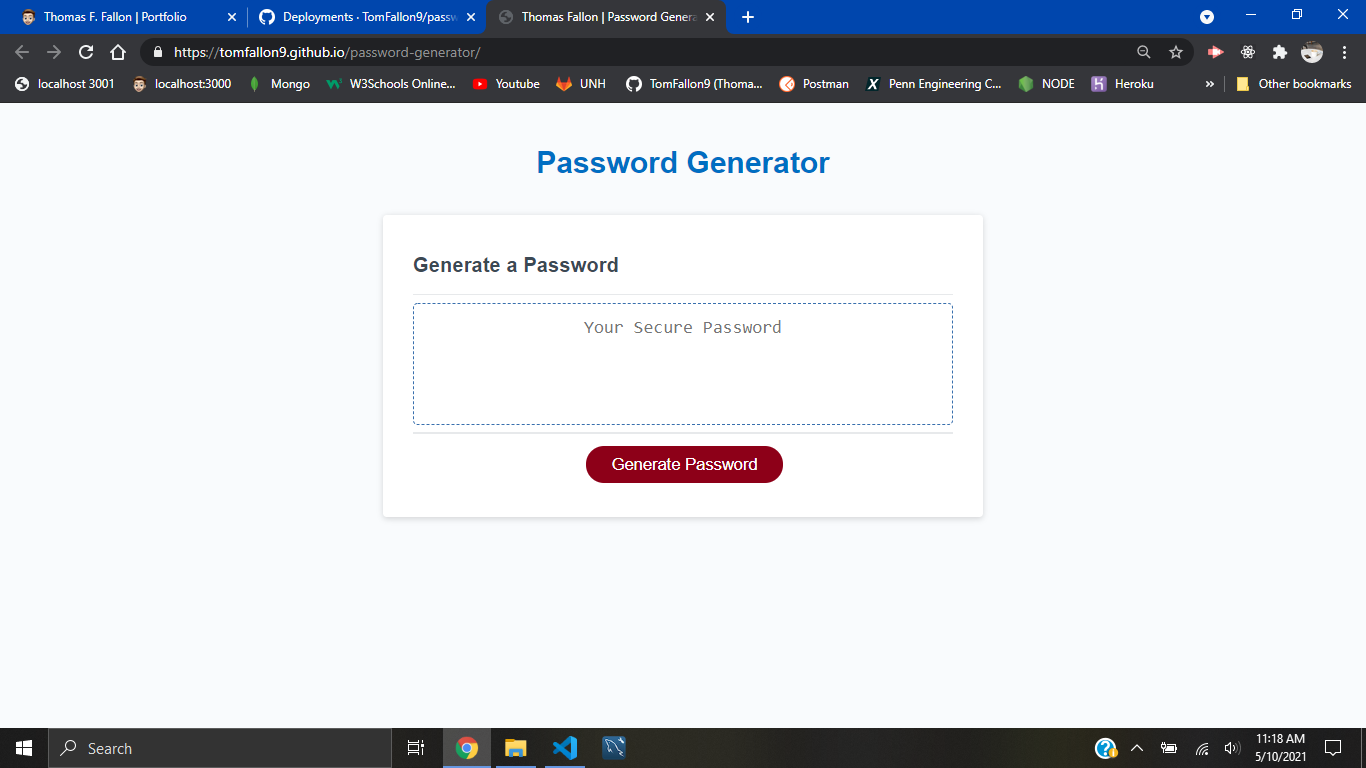 Thomas F. Fallon | Portfolio
Deployments · TomFallon9/passw
Thomas Fallon | Password Genera
https://tomfallon9.github.io/password-generator/
localhost 3001
localhost:3000
Mongo
W3Schools Online...
Youtube
UNH
TomFallon9 (Thoma...
Postman
Penn Engineering C...
NODE
Heroku
»
Other bookmarks
Password Generator
Generate a Password
Your Secure Password
Generate Password
Search
11:18 AM
5/10/2021